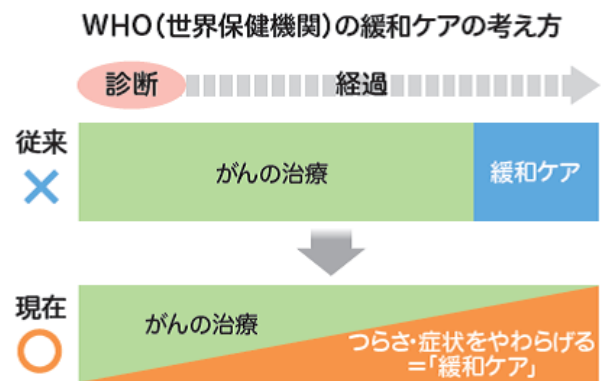 WHO（世界保健機関）の緩和ケアの考え方
診断
経過
従来
がんの治療
緩和ケア
現在
がんの治療
つらさ・症状をやわらげる
＝「緩和ケア」